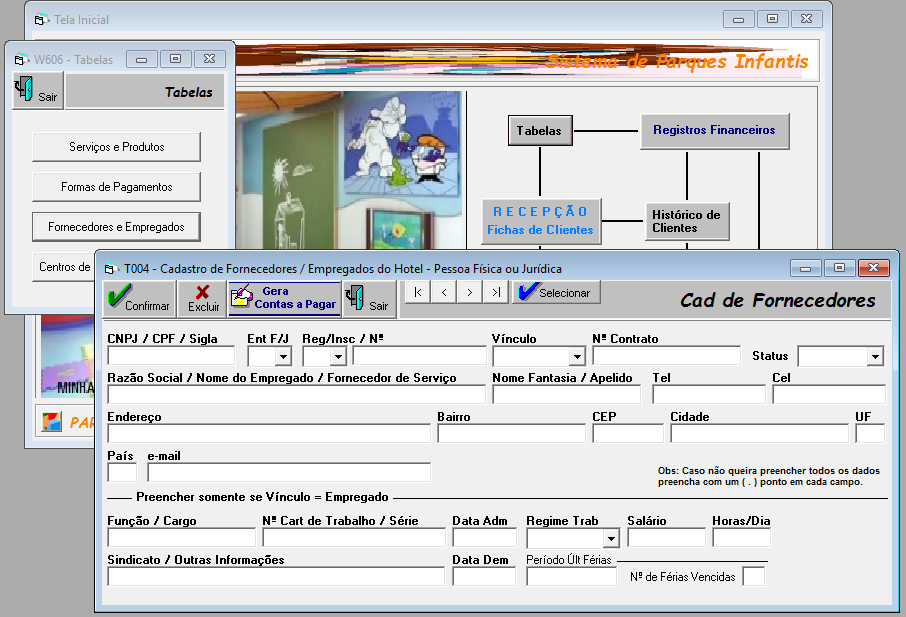 Tela Inicial
Sistema de Parques Infantis
W606 - Tabelas
Sair
Tabelas
Serviços e Produtos
Formas de Pagamentos
Fornecedores e Empregados
Centros de
Tabelas
Registros Financeiros
R E C E P Ç Ã O
Fichas de Clientes
Histórico de
Clientes
MINHA
PAR
T004 - Cadastro de Fornecedores / Empregados do Hotel - Pessoa Física ou Jurídica
Confirmar
Excluir
Gera
Contas a Pagar
Sair
Selecionar
Cad de Fornecedores
CNPJ / CPF / Sigla
Ent F/J
Reg/Insc / Nº
Vínculo
Nº Contrato
Status
Razão Social / Nome do Empregado / Fornecedor de Serviço
Nome Fantasia / Apelido
Tel
Cel
Endereço
Bairro
CEP
Cidade
UF
País
e-mail
Obs: Caso não queira preencher todos os dados
preencha com um ( . ) ponto em cada campo.
Preencher somente se Vínculo = Empregado
Função / Cargo
Nº Cart de Trabalho / Série
Data Adm
Regime Trab
Salário
Horas/Dia
Sindicato / Outras Informações
Data Dem
Período Últ Férias
Nº de Férias Vencidas